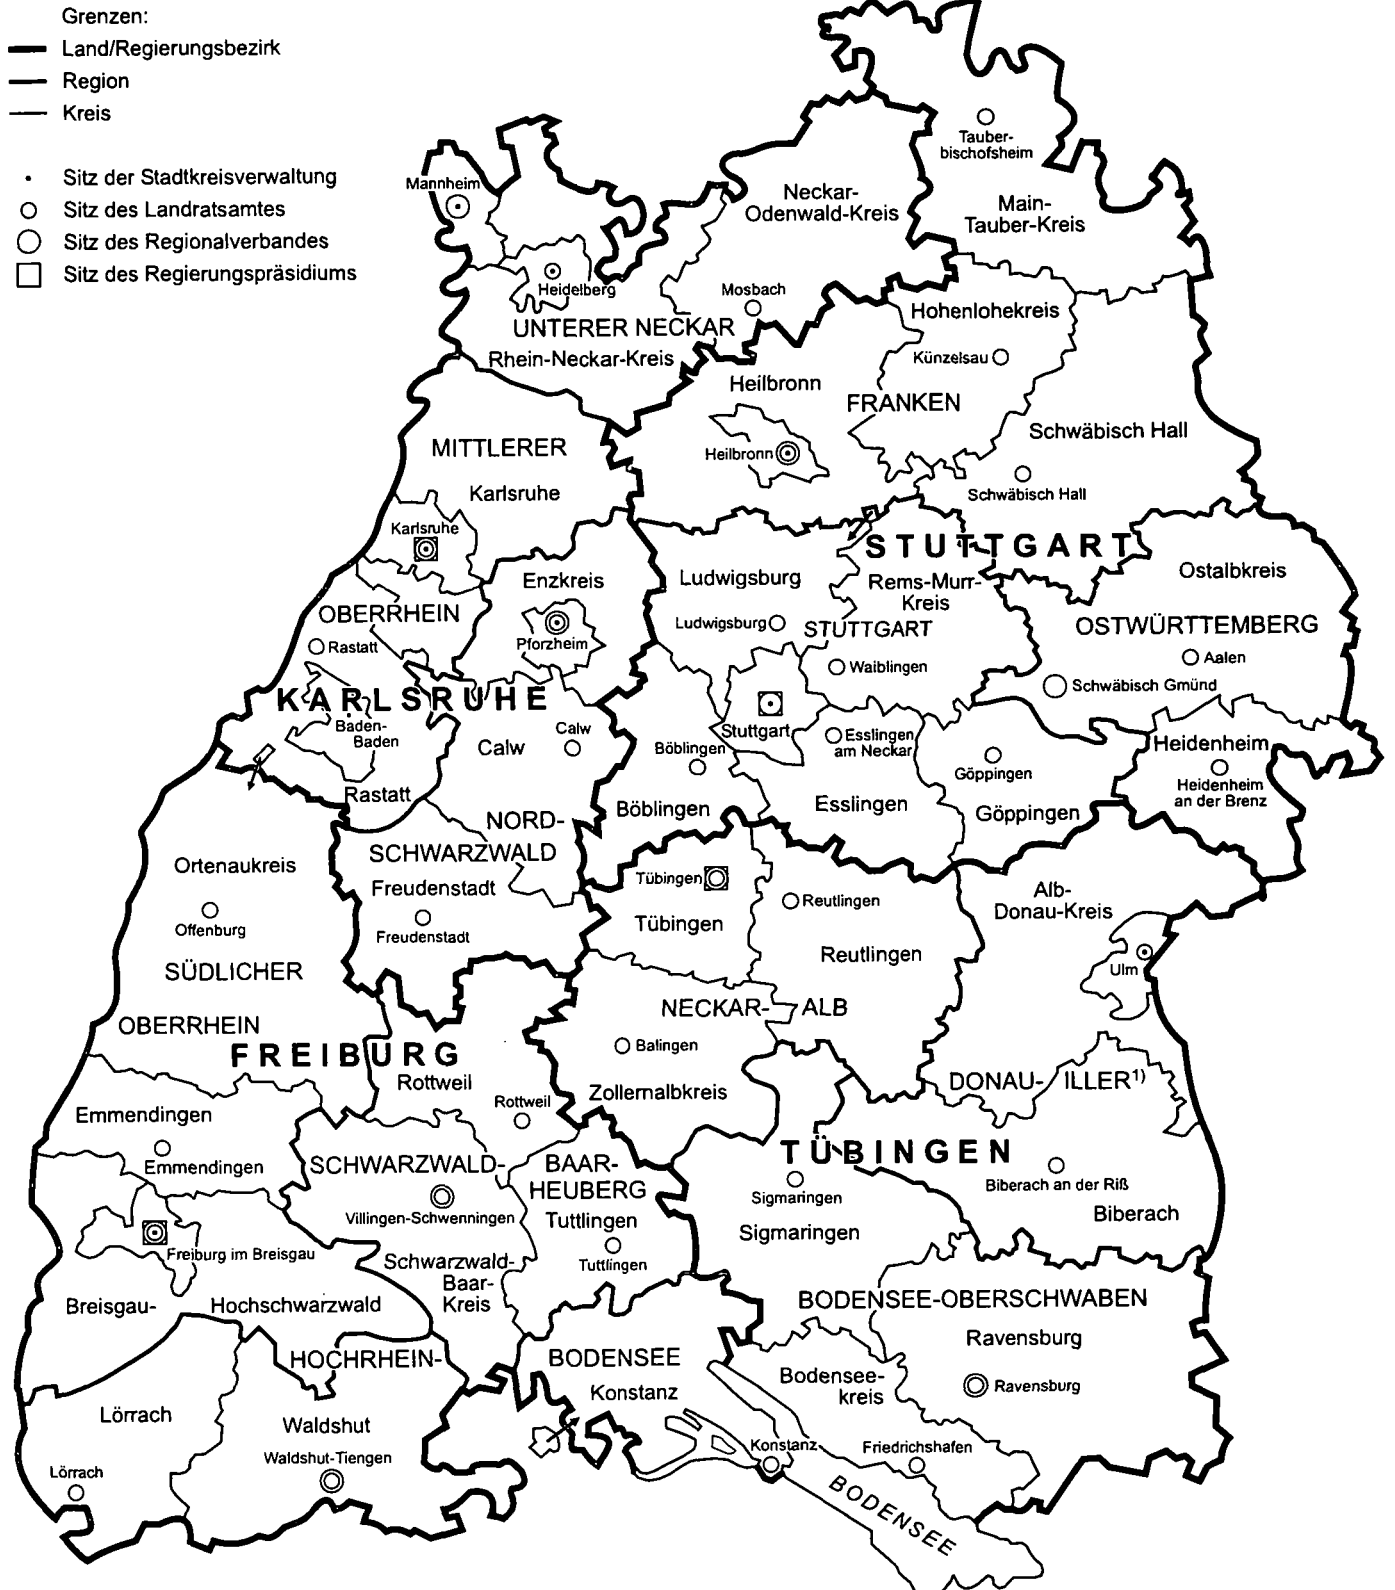 Grenzen:
Land/Regierungsbezirk
Region
Kreis
Sitz der Stadtkreisverwaltung
Sitz des Landratsamtes
Sitz des Regionalverbandes
Sitz des Regierungspräsidiums
Tauber-
bischofsheim
Main-
Tauber-Kreis
Neckar-
Odenwald-Kreis
Mannheim
Heidelberg
Mosbach
UNTERER NECKAR
Rhein-Neckar-Kreis
Hohenlohekreis
Künzelsau
Heilbronn
FRANKEN
Heilbronn
Schwäbisch Hall
Schwäbisch Hall
MITTLERER
Karlsruhe
Karlsruhe
OBERRHEIN
Rastatt
Enzkreis
Pforzheim
KARLSRUHE
Baden-
Baden
Rastatt
Calw
Calw
NORD-
SCHWARZWALD
Freudenstadt
Freudenstadt
STUTTGART
Ludwigsburg
Ludwigsburg
Rems-Murr-
Kreis
STUTTGART
Waiblingen
Ostalbkreis
OSTWÜRTTEMBERG
Aalen
Schwäbisch Gmünd
Stuttgart
Böblingen
Böblingen
Esslingen
am Neckar
Esslingen
Göppingen
Göppingen
Heidenheim
Heidenheim
an der Brenz
Ortenaukreis
Offenburg
SÜDLICHER
OBERRHEIN
FREIBURG
Tübingen
Tübingen
Reutlingen
Reutlingen
NECKAR- ALB
Balingen
Zollernalbkreis
Alb-
Donau-Kreis
Ulm
DONAU- ILLER1)
Rottweil
Rottweil
Emmendingen
Emmendingen
SCHWARZWALD-
Villingen-Schwenningen
BAAR-
HEUBERG
Tuttlingen
Tuttlingen
Schwarzwald-
Baar-
Kreis
TÜBINGEN
Sigmaringen
Sigmaringen
Biberach an der Riß
Biberach
Freiburg im Breisgau
Breisgau- Hochschwarzwald
HOCHRHEIN-
BODENSEE
Konstanz
BODENSEE-OBERSCHWABEN
Ravensburg
Ravensburg
Bodensee-
kreis
Lörrach
Lörrach
Waldshut
Waldshut-Tiengen
Konstanz
Friedrichshafen
BODENSEE